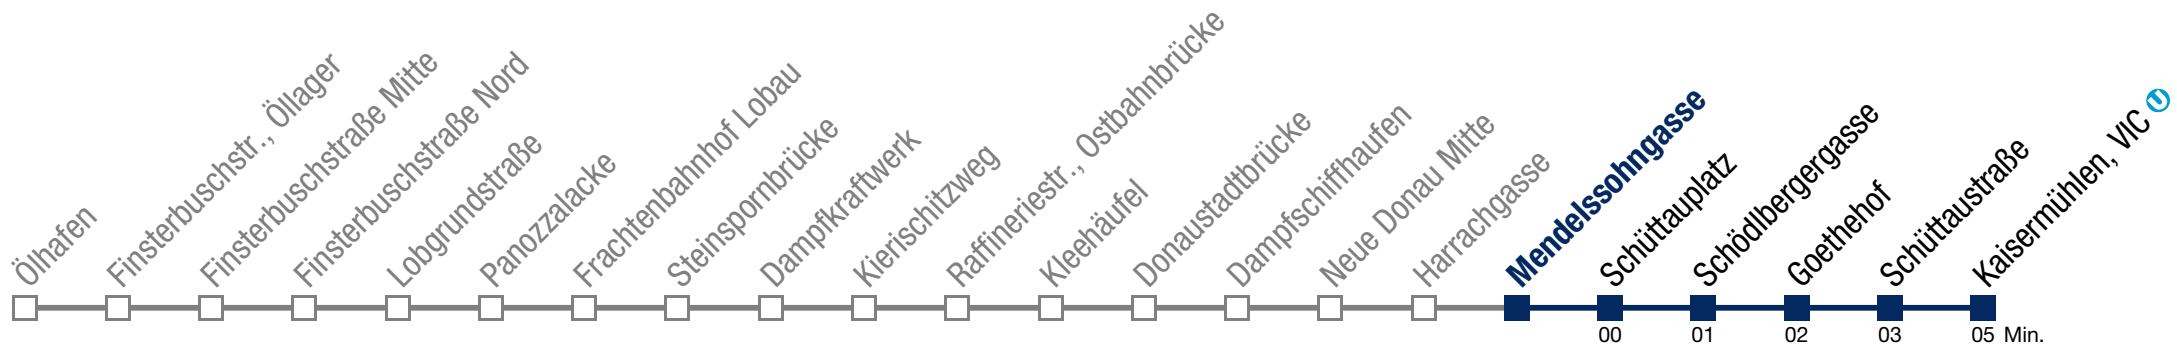 Ölhafen
Finsterbuschstr., Öllager
Finsterbuschstraße Mitte
Finsterbuschstraße Nord
Lobgrundstraße
Panozzalacke
Frachtenbahnhof Lobau
Steinspornbrücke
Dampfkraftwerk
Kierischitzweg
Raffineriestr., Ostbahnbrücke
Kleehäufel
Donaustadtbrücke
Dampfschiffhaufen
Neue Donau Mitte
Harrachgasse
Mendelssohngasse
Schüttauplatz
Schödlbergergasse
Goethehof
Schüttaustraße
Kaisermühlen, VIC U
00 01 02 03 05 Min.